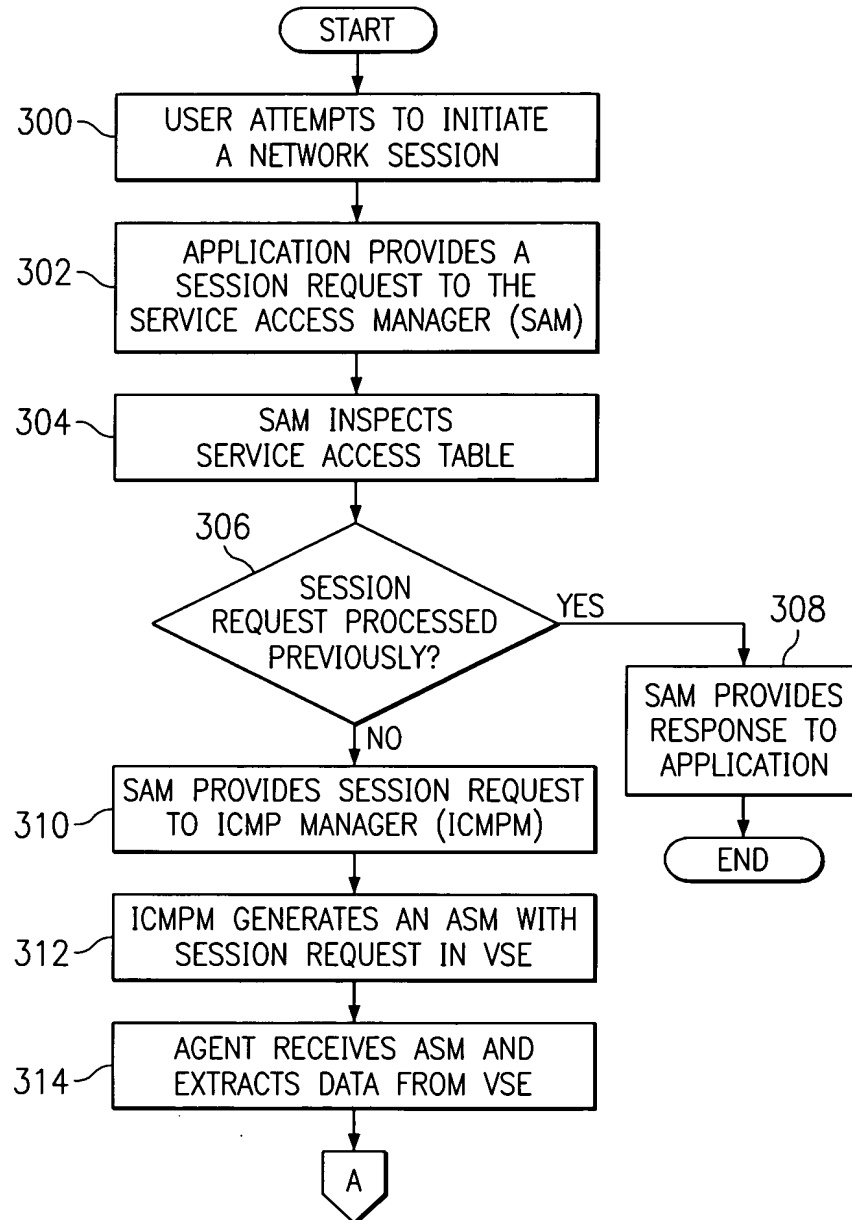 START
300
USER ATTEMPTS TO INITIATE
A NETWORK SESSION
302
APPLICATION PROVIDES A
SESSION REQUEST TO THE
SERVICE ACCESS MANAGER (SAM)
304
SAM INSPECTS
SERVICE ACCESS TABLE
306
SESSION
REQUEST PROCESSED
PREVIOUSLY?
YES
308
SAM PROVIDES
RESPONSE TO
APPLICATION
END
NO
310
SAM PROVIDES SESSION REQUEST
TO ICMP MANAGER (ICMPM)
312
ICMPM GENERATES AN ASM WITH
SESSION REQUEST IN VSE
314
AGENT RECEIVES ASM AND
EXTRACTS DATA FROM VSE
A